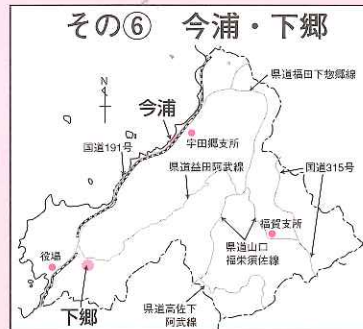 その⑥ 今浦・下郷
県道福田下惣郷線
N
今浦
宇田郷支所
国道191号
県道益田阿武線
国道315号
福賀支所
役場
県道山口
福栄須佐線
下郷
県道高佐下
阿武線